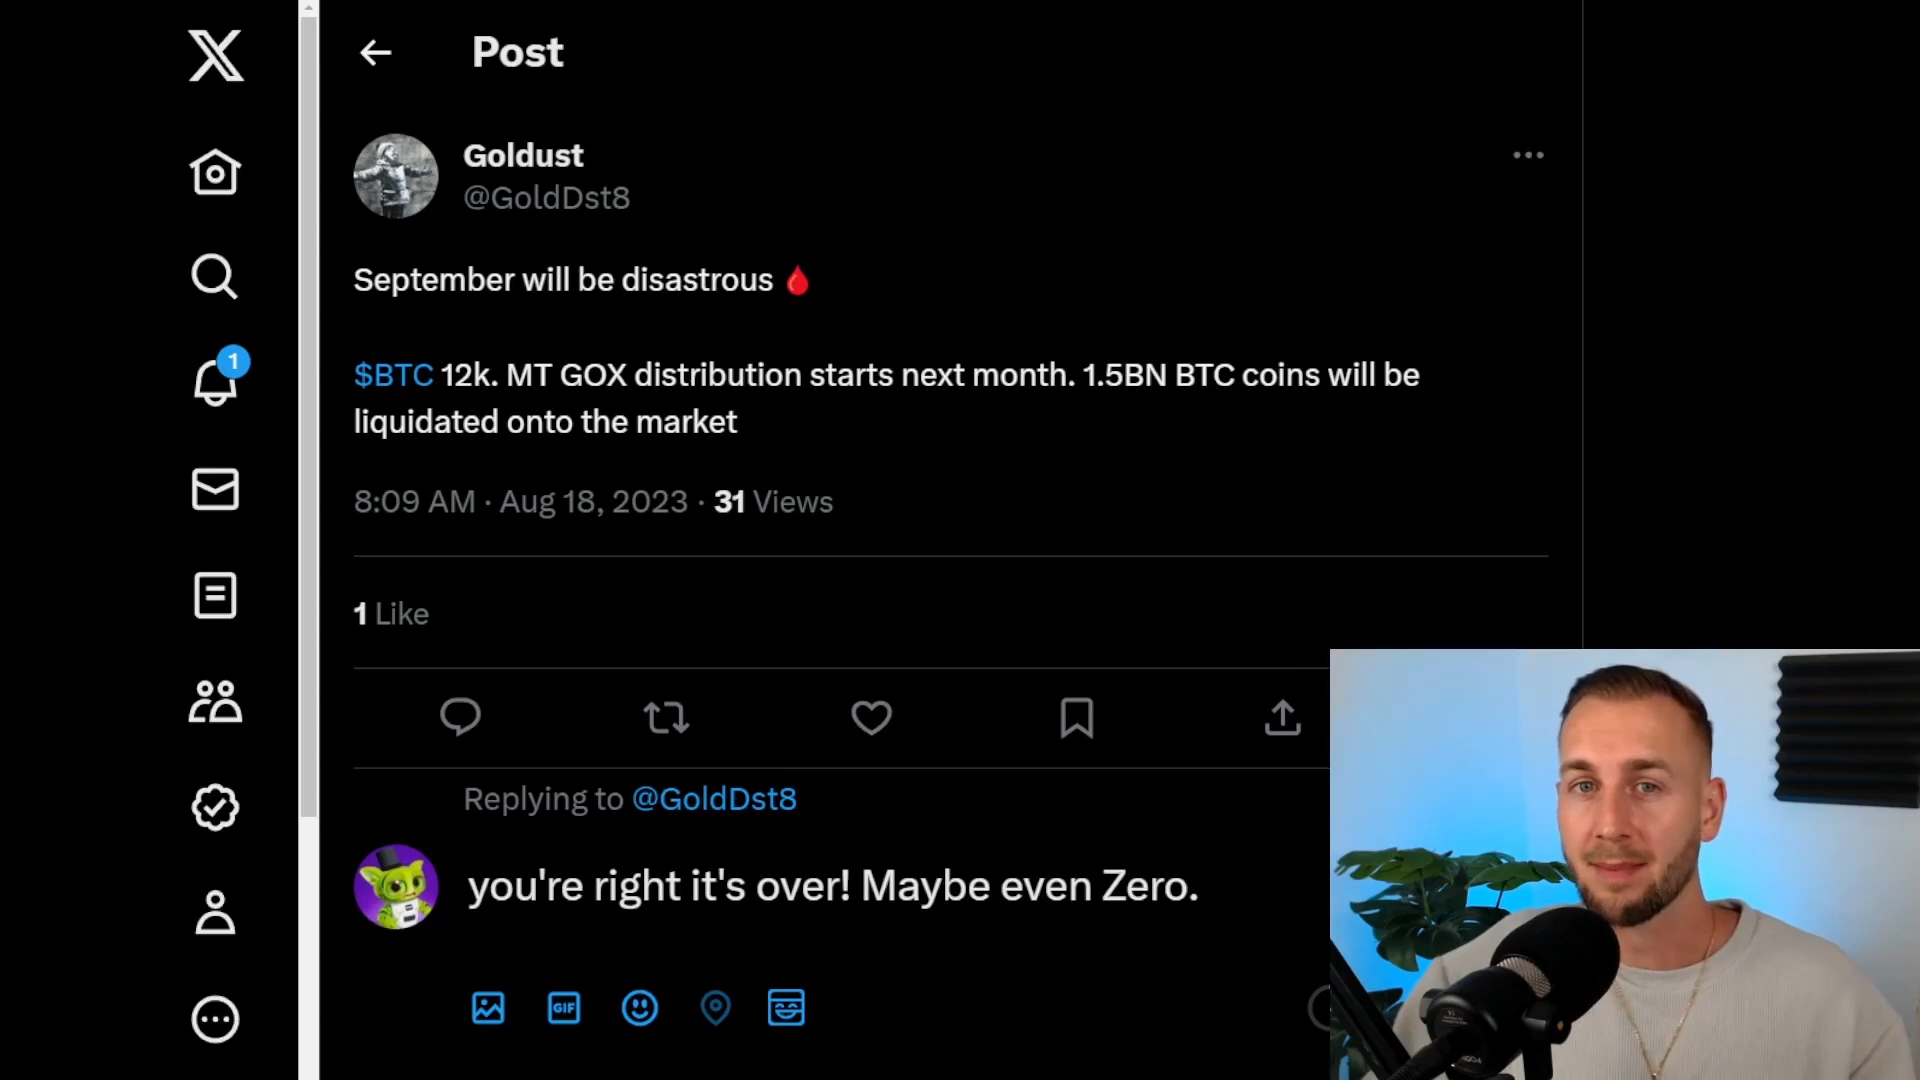 Post
Goldust
@GoldDst8
September will be disastrous 🩸
$BTC 12k. MT GOX distribution starts next month. 1.5BN BTC coins will be
liquidated onto the market
8:09 AM · Aug 18, 2023 · 31 Views
1 Like
Replying to @GoldDst8
you're right it's over! Maybe even Zero.
GIF
1